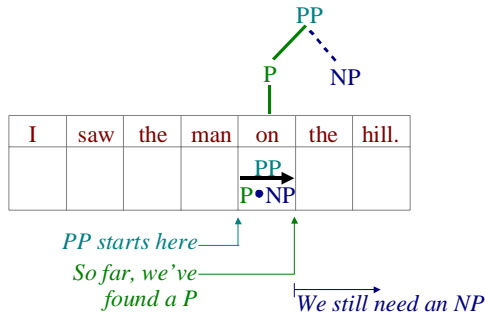 PP
P NP
I saw the man on the hill.
PP
P•NP
PP starts here
So far, we've
found a P
We still need an NP